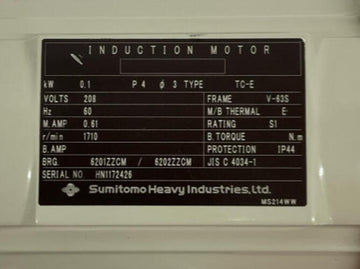 INDUCTION MOTOR
kW 0.1 P 4 φ 3 TYPE TC-E
VOLTS 208 FRAME V-63S
Hz 60 M/B THERMAL E
M. AMP 0.61 RATING S1
r/min 1710 B. TORQUE N.m
B. AMP PROTECTION IP44
BRG. 6201ZZCM / 6202ZZCM JIS C 4034-1
SERIAL NO HN1172426
Sumitomo Heavy Industries, Ltd.
MS214WW